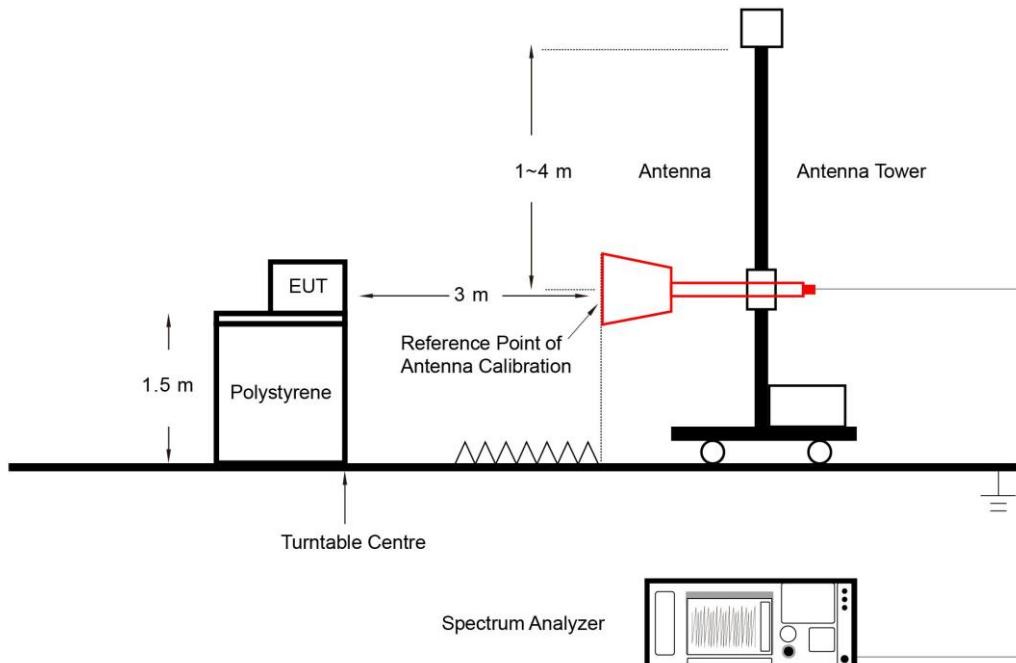 1~4 m
Antenna
Antenna Tower
EUT
3 m
Reference Point of
Antenna Calibration
1.5 m
Polystyrene
Turntable Centre
Spectrum Analyzer